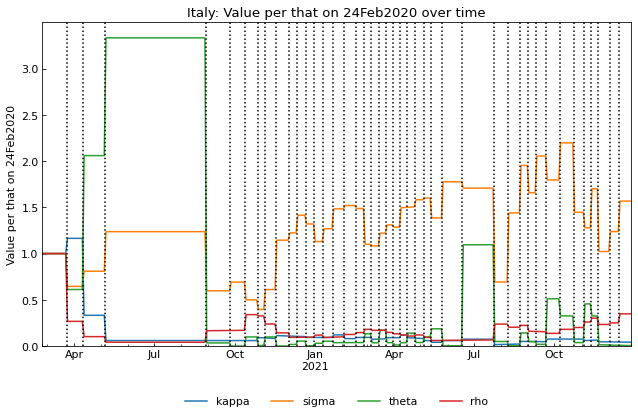 Italy: Value per that on 24Feb2020 over time
Value per that on 24Feb2020
3.0
2.5
2.0
1.5
1.0
0.5
0.0
Apr Jul Oct Jan Apr Jul Oct
2021
kappa sigma theta rho